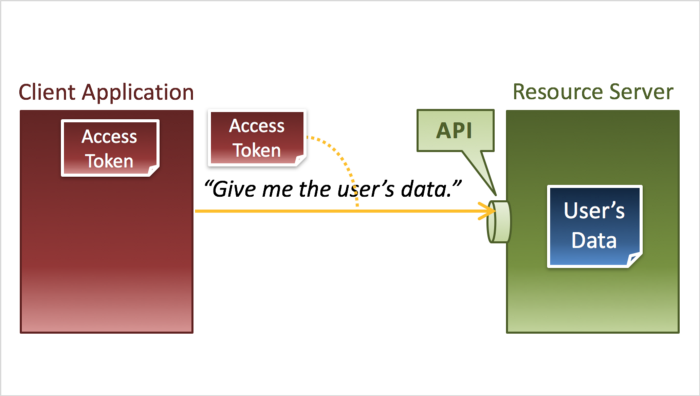 Client Application
Access
Token
Access
Token
“Give me the user’s data.”
API
Resource Server
User’s
Data